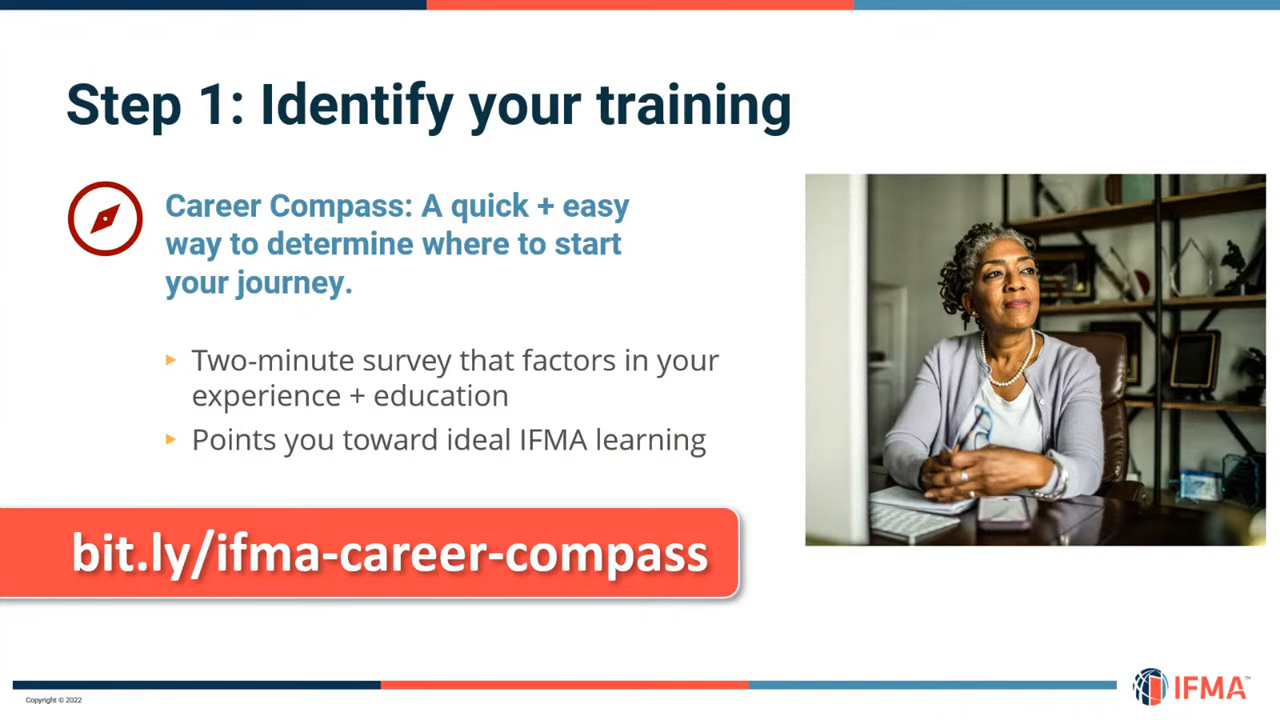 Step 1: Identify your training
Career Compass: A quick + easy
way to determine where to start
your journey.
Two-minute survey that factors in your
experience + education
Points you toward ideal IFMA learning
bit.ly/ifma-career-compass
Copyright © 2022
IFMA™